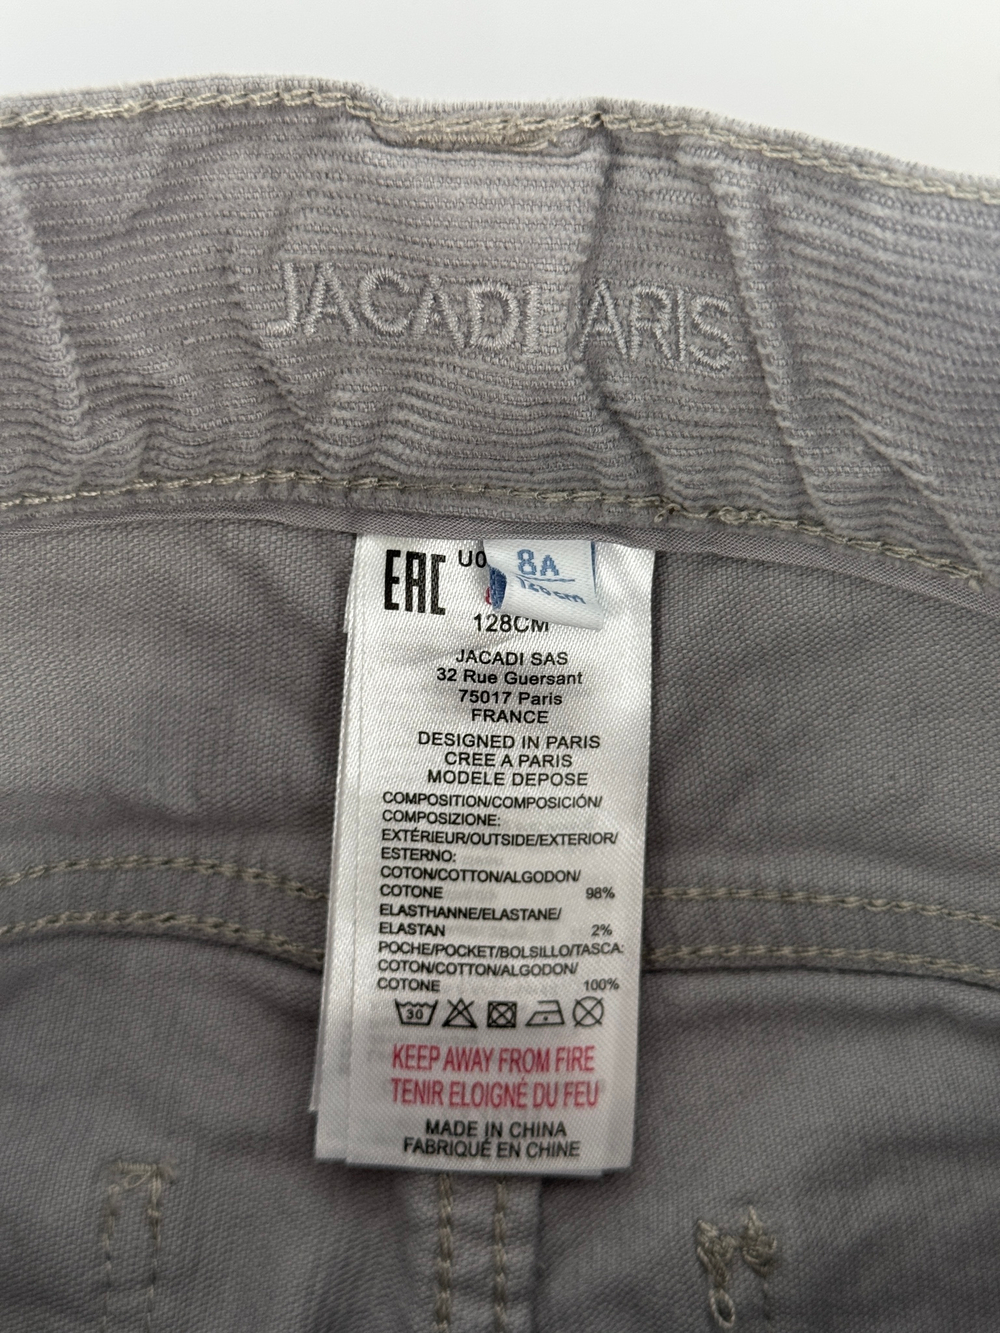 JACADI PARIS
EAC
U0
8A
128cm
128CM
JACADI SAS
32 Rue Guersant
75017 Paris
FRANCE
DESIGNED IN PARIS
CREE A PARIS
MODELE DEPOSE
COMPOSITION/COMPOSICIÓN/
COMPOSIZIONE:
EXTÉRIEUR/OUTSIDE/EXTERIOR/
ESTERNO:
COTON/COTTON/ALGODON/
COTONE 98%
ELASTHANNE/ELASTANE/
ELASTAN 2%
POCHE/POCKET/BOLSILLO/TASCA:
COTON/COTTON/ALGODON/
COTONE 100%
30
KEEP AWAY FROM FIRE
TENIR ELOIGNÉ DU FEU
MADE IN CHINA
FABRIQUÉ EN CHINE